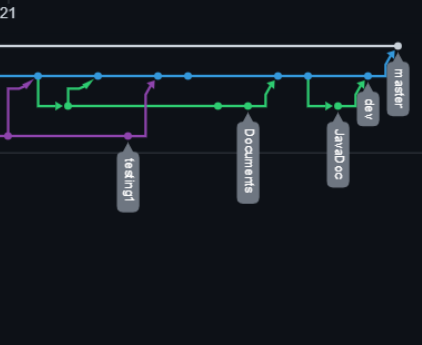 21
master
dev
testing1
Documents
JavaDoc